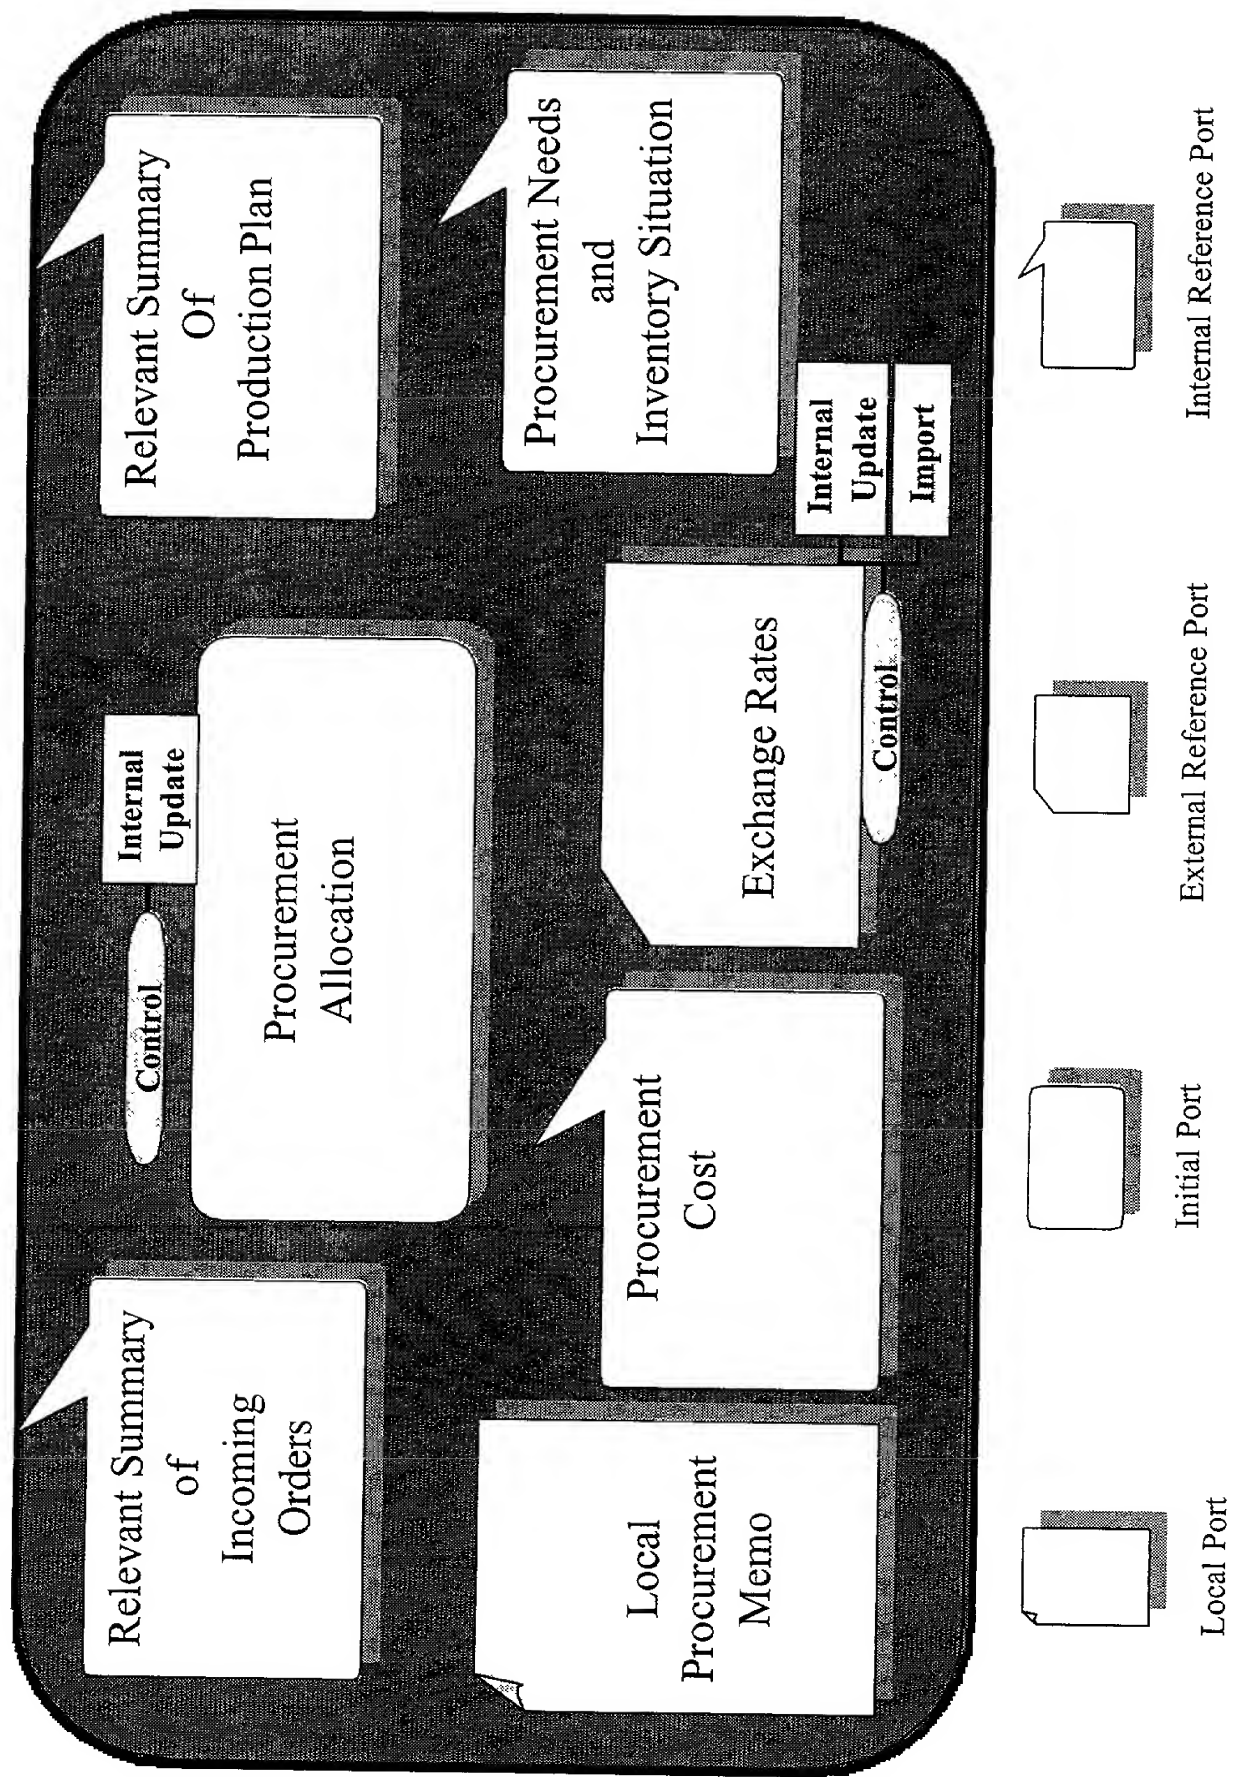 Relevant Summary
of
Incoming
Orders
Control
Internal
Update
Procurement
Allocation
Relevant Summary
Of
Production Plan
Local
Procurement
Memo
Procurement
Cost
Exchange Rates
Control
Internal
Update
Import
Procurement Needs
and
Inventory Situation
Local Port
Initial Port
External Reference Port
Internal Reference Port